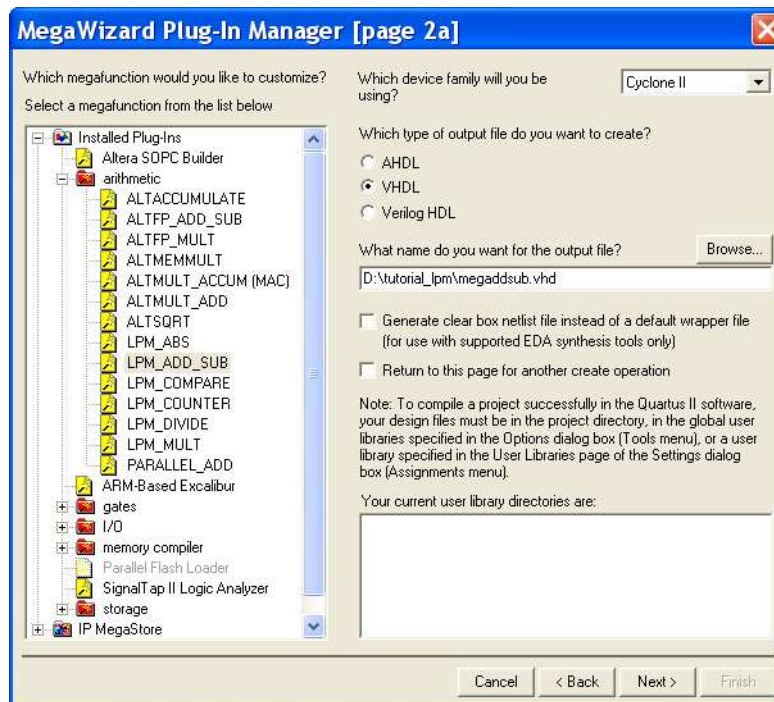 MegaWizard Plug-In Manager [page 2a]
Which megafunction would you like to customize?
Select a megafunction from the list below
Installed Plug-Ins
Altera SOPC Builder
arithmetic
ALTACCUMULATE
ALTFP_ADD_SUB
ALTFP_MULT
ALTMEMMULT
ALTMULT_ACCUM (MAC)
ALTMULT_ADD
ALTSQRT
LPM_ABS
LPM_ADD_SUB
LPM_COMPARE
LPM_COUNTER
LPM_DIVIDE
LPM_MULT
PARALLEL_ADD
ARM-Based Excalibur
gates
I/O
memory compiler
Parallel Flash Loader
SignalTap II Logic Analyzer
storage
IP MegaStore
Which device family will you be
using?
Cyclone II
Which type of output file do you want to create?
AHDL
VHDL
Verilog HDL
What name do you want for the output file?
Browse...
D:\tutorial_lpm\megaddsub.vhd
Generate clear box netlist file instead of a default wrapper file
(for use with supported EDA synthesis tools only)
Return to this page for another create operation
Note: To compile a project successfully in the Quartus II software,
your design files must be in the project directory, in the global user
libraries specified in the Options dialog box (Tools menu), or a user
library specified in the User Libraries page of the Settings dialog
box (Assignments menu).
Your current user library directories are:
Cancel
< Back
Next >
Finish